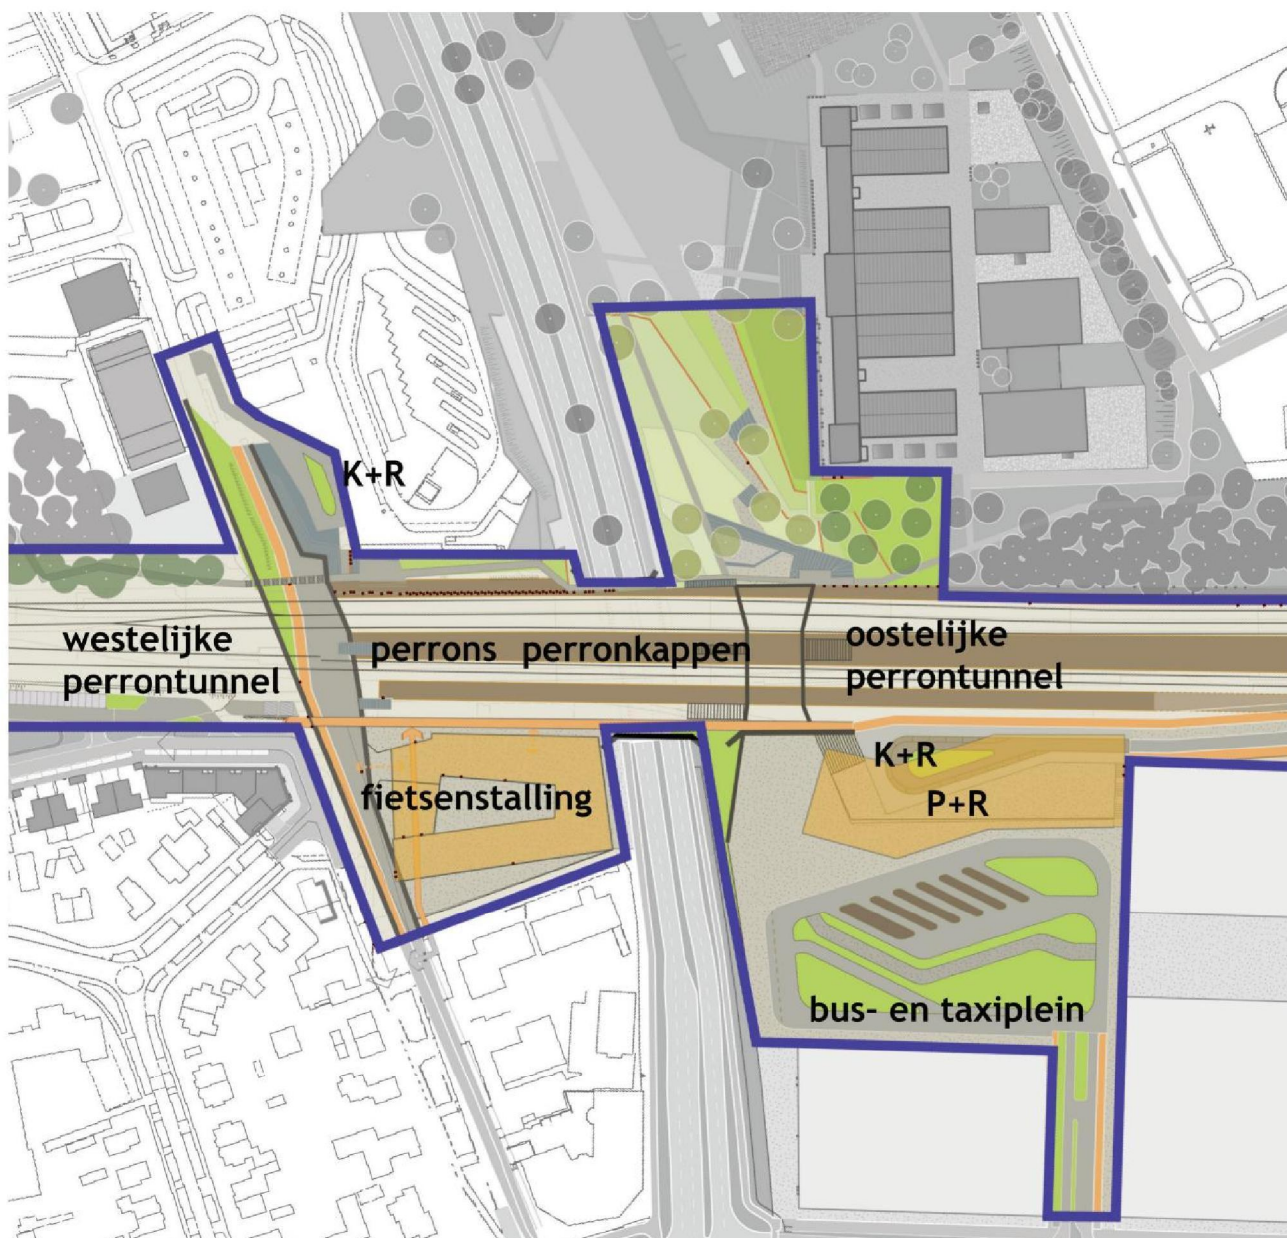 K+R
westelijke
perrontunnel
perrons perronkappen
oostelijke
perrontunnel
K+R
fietsenstalling
P+R
bus- en taxiplein